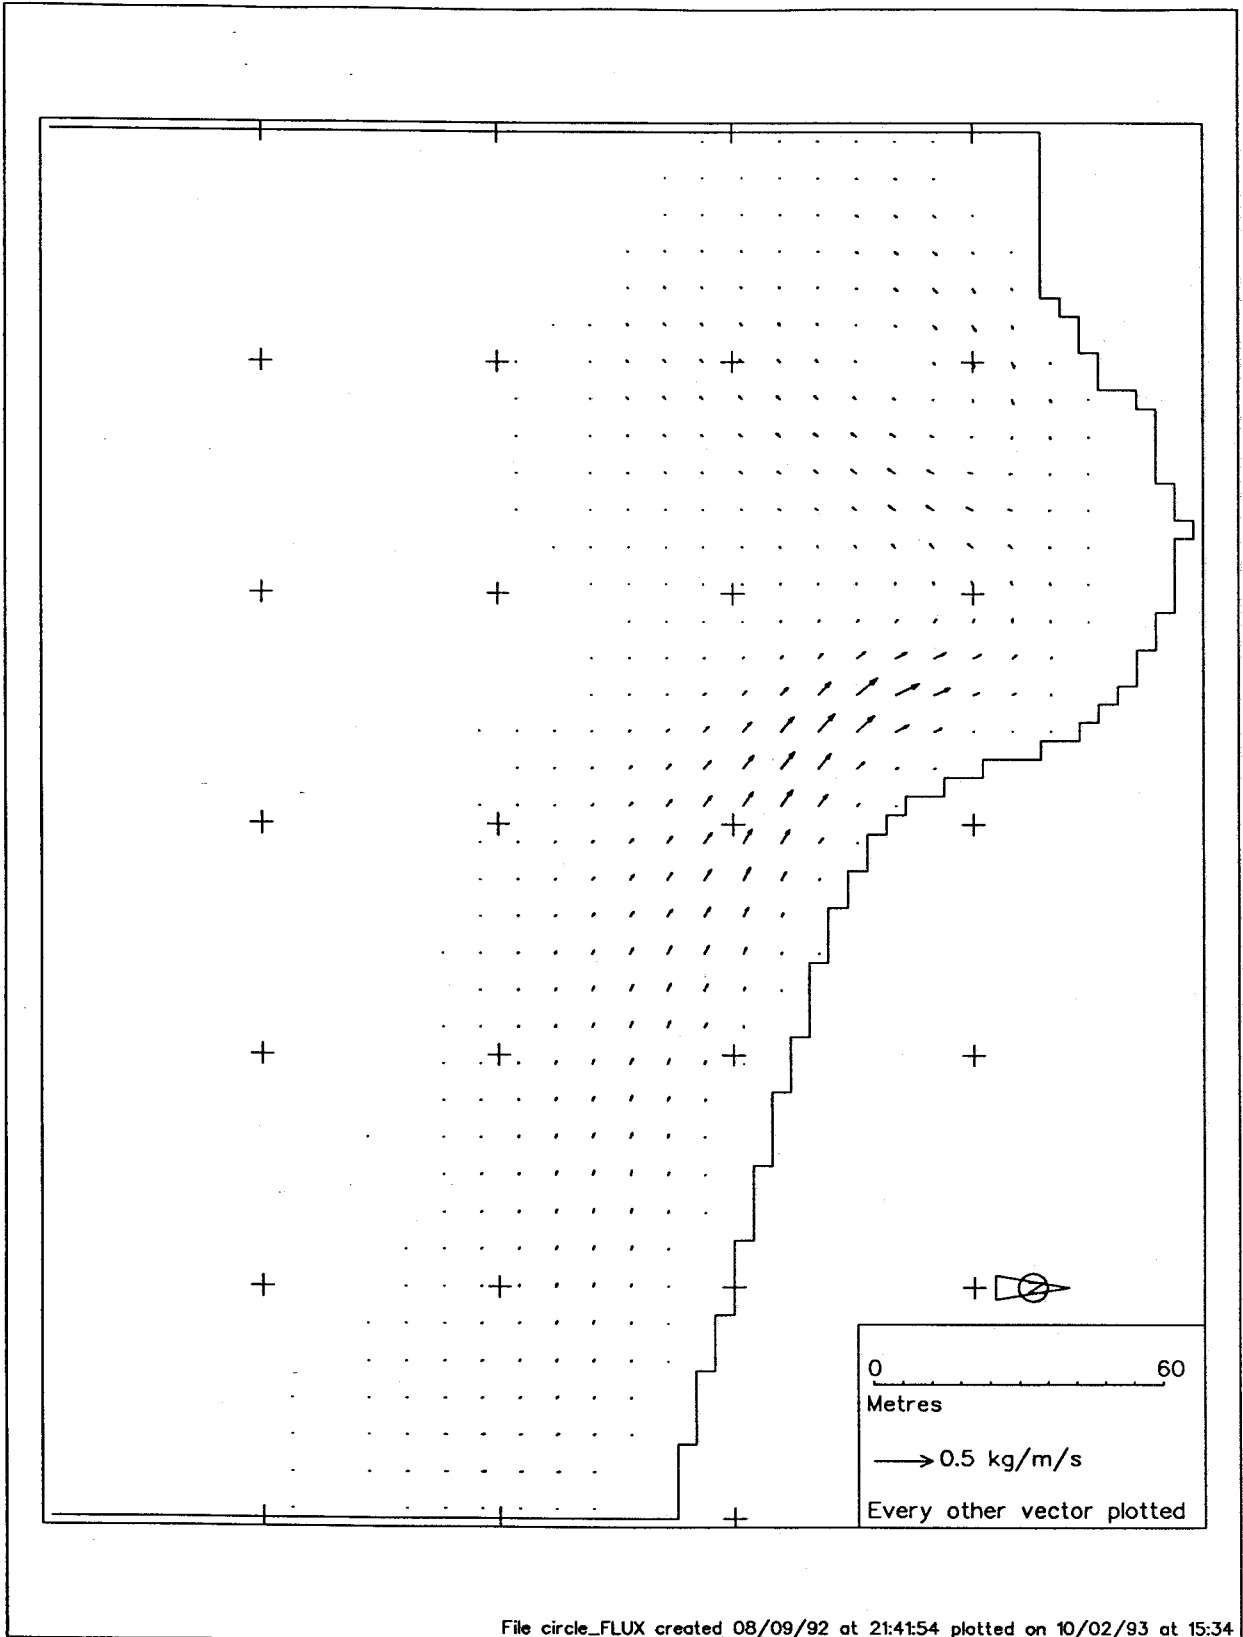 0 60
Metres
0.5 kg/m/s
Every other vector plotted
File circle_FLUX created 08/09/92 at 21:41:54 plotted on 10/02/93 at 15:34